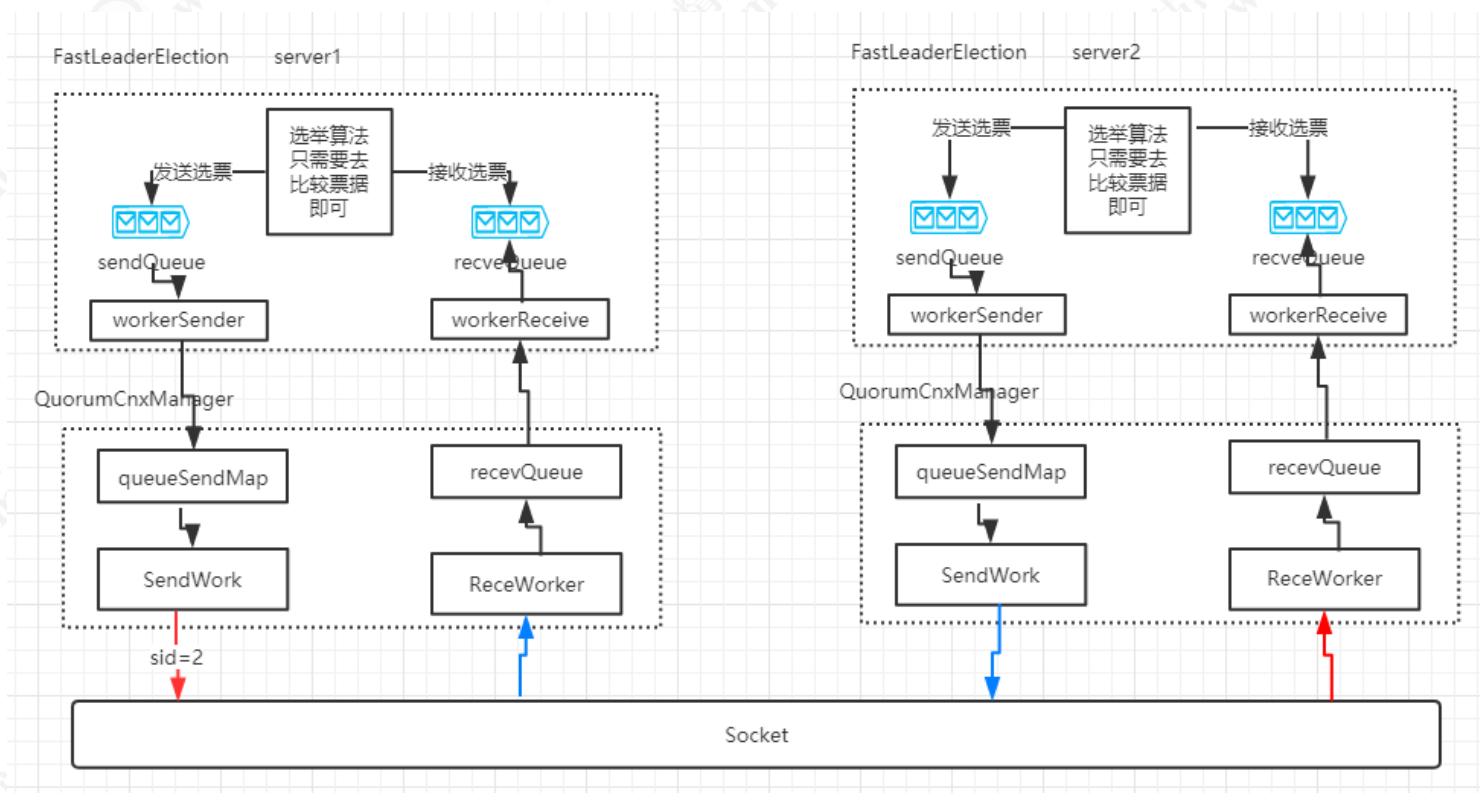 FastLeaderElection server1
选举算法
只需要去
比较票据
即可
发送选票
接收选票
sendQueue
recveQueue
workerSender
workerReceive
QuorumCnxManager
queueSendMap
recevQueue
SendWork
ReceWorker
sid=2
FastLeaderElection server2
发送选票
接收选票
选举算法
只需要去
比较票据
即可
sendQueue
recveQueue
workerSender
workerReceive
QuorumCnxManager
queueSendMap
recevQueue
SendWork
ReceWorker
Socket